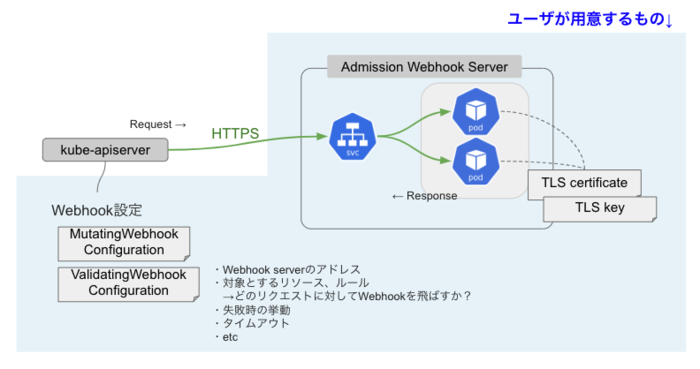 ユーザが用意するもの↓
Admission Webhook Server
Request →
HTTPS
kube-apiserver
svc
pod
pod
← Response
TLS certificate
TLS key
Webhook設定
MutatingWebhook
Configuration
ValidatingWebhook
Configuration
・Webhook serverのアドレス
・対象とするリソース、ルール
→どのリクエストに対してWebhookを飛ばすか？
・失敗時の挙動
・タイムアウト
・etc